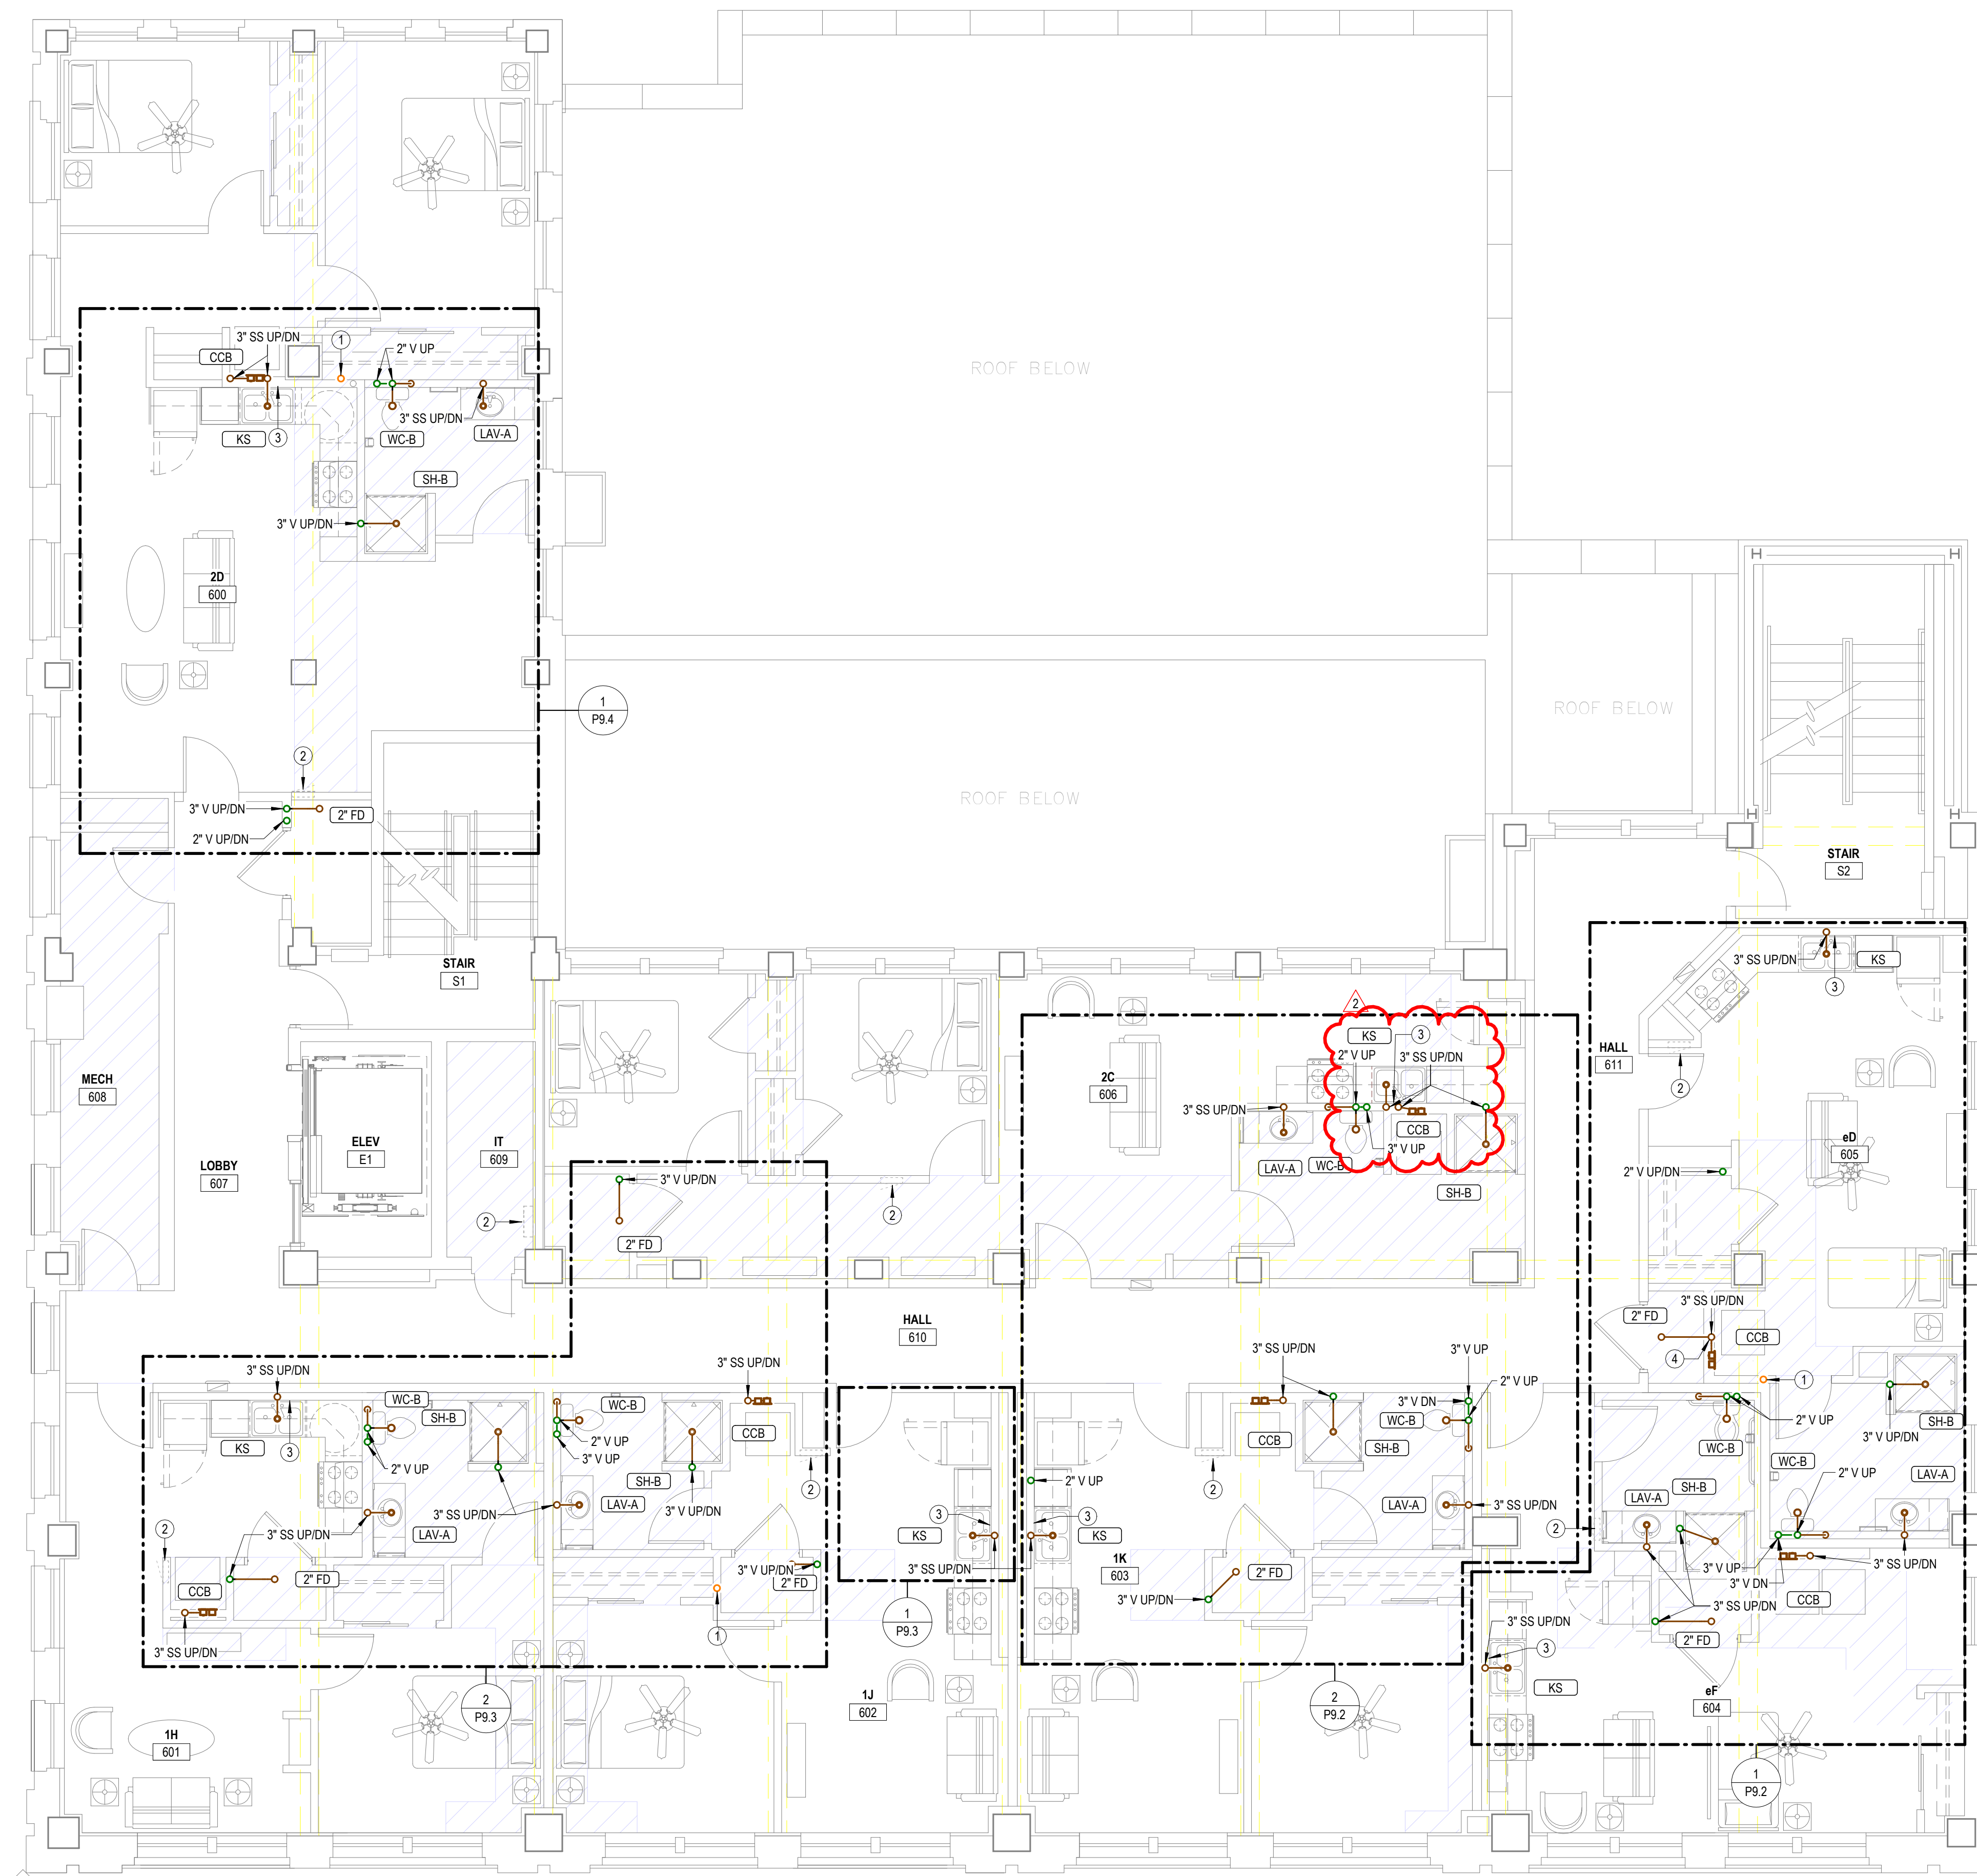 ROOF BELOW
3" SS UP/DN
1
CCB
2" V UP
3" SS UP/DN
KS
3
WC-B
LAV-A
SH-B
3" V UP/DN
2D
600
1
P9.4
ROOF BELOW
2
3" V UP/DN
2" FD
2" V UP/DN
ROOF BELOW
STAIR
S2
STAIR
S1
3" SS UP/DN
KS
3
2
KS
3
2" V UP
3" SS UP/DN
HALL
611
2
MECH
608
2C
606
3" SS UP/DN
CCB
3" V UP
LAV-A
WC-B
SH-B
ELEV
E1
IT
609
LOBBY
607
eD
605
2" V UP/DN
3" V UP/DN
2
2
2" FD
HALL
610
3" SS UP/DN
2" FD
CCB
4
1
3" SS UP/DN
WC-B
SH-B
KS
3
2" V UP
WC-B
2" V UP
3" V UP
SH-B
3" SS UP/DN
CCB
2
3" SS UP/DN
LAV-A
3" V UP/DN
3" SS UP/DN
LAV-A
2
CCB
2" FD
3" SS UP/DN
3" V UP/DN
2" FD
1
2
P9.3
1H
601
3
KS
3" SS UP/DN
1
P9.3
1J
602
3" SS UP/DN
3" V UP
3" V DN
2" V UP
WC-B
CCB
SH-B
2
2" V UP
3
KS
LAV-A
3" SS UP/DN
1K
603
2" FD
3" V UP/DN
2
P9.2
2" V UP
WC-B
SH-B
3" V UP/DN
WC-B
2" V UP
LAV-A
SH-B
LAV-A
2
3" V UP
3" V DN
3" SS UP/DN
CCB
3" SS UP/DN
2" FD
3" SS UP/DN
3
KS
eF
604
1
P9.2